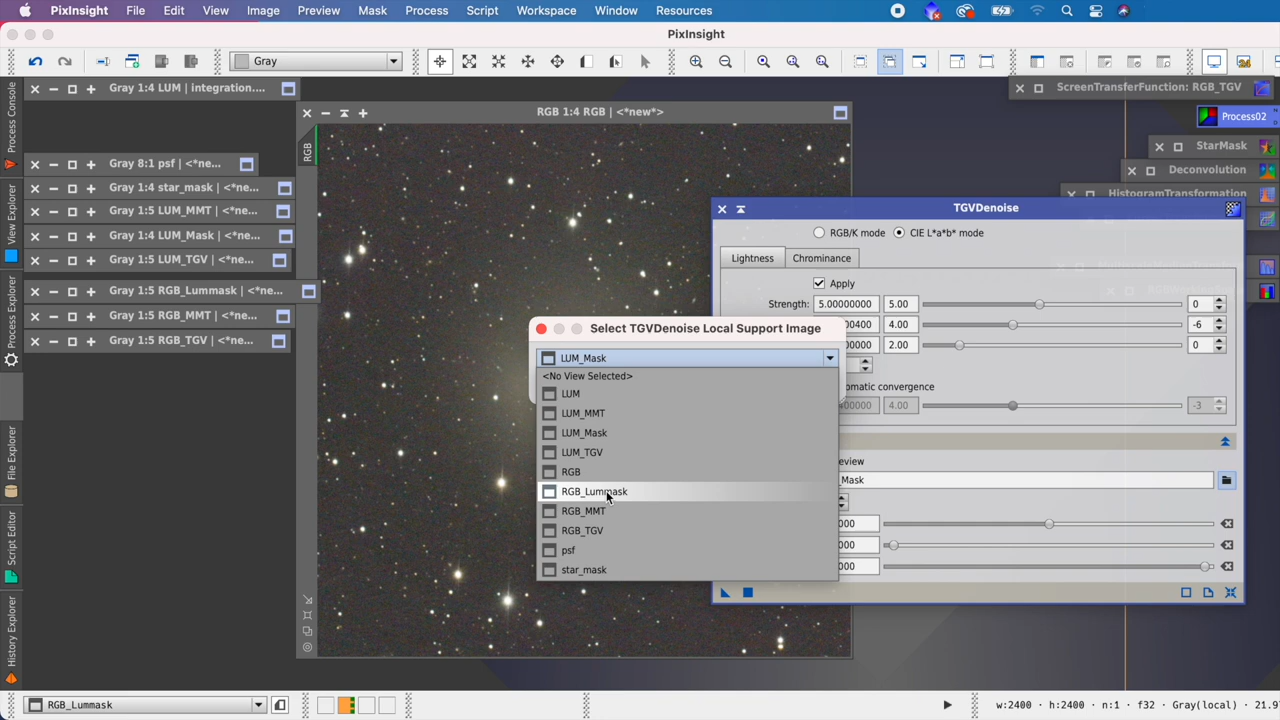 PixInsight File Edit View Image Preview Mask Process Script Workspace Window Resources
PixInsight
Gray
Process Console
View Explorer
Process Explorer
File Explorer
Script Editor
History Explorer
Gray 1:4 LUM | integration....
Gray 8:1 psf | <*ne...
Gray 1:4 star_mask | <*ne...
Gray 1:5 LUM_MMT | <*ne...
Gray 1:4 LUM_Mask | <*ne...
Gray 1:5 LUM_TGV | <*ne...
Gray 1:5 RGB_Lummask | <*ne...
Gray 1:5 RGB_MMT | <*ne...
Gray 1:5 RGB_TGV | <*ne...
RGB 1:4 RGB | <*new*>
RGB
ScreenTransferFunction: RGB_TGV
Process02
StarMask
Deconvolution
HistogramTransformation
TGVDenoise
RGB/K mode CIE L*a*b* mode
Lightness Chrominance
Apply
Strength: 5.00000000 5.00 0
00400 4.00 -6
00000 2.00 0
omatic convergence
400000 4.00 -3
eview
_Mask
000
000
000
Select TGVDenoise Local Support Image
LUM_Mask
<No View Selected>
LUM
LUM_MMT
LUM_Mask
LUM_TGV
RGB
RGB_Lummask
RGB_MMT
RGB_TGV
psf
star_mask
RGB_Lummask
w:2400 · h:2400 · n:1 · f32 · Gray(local) · 21.9